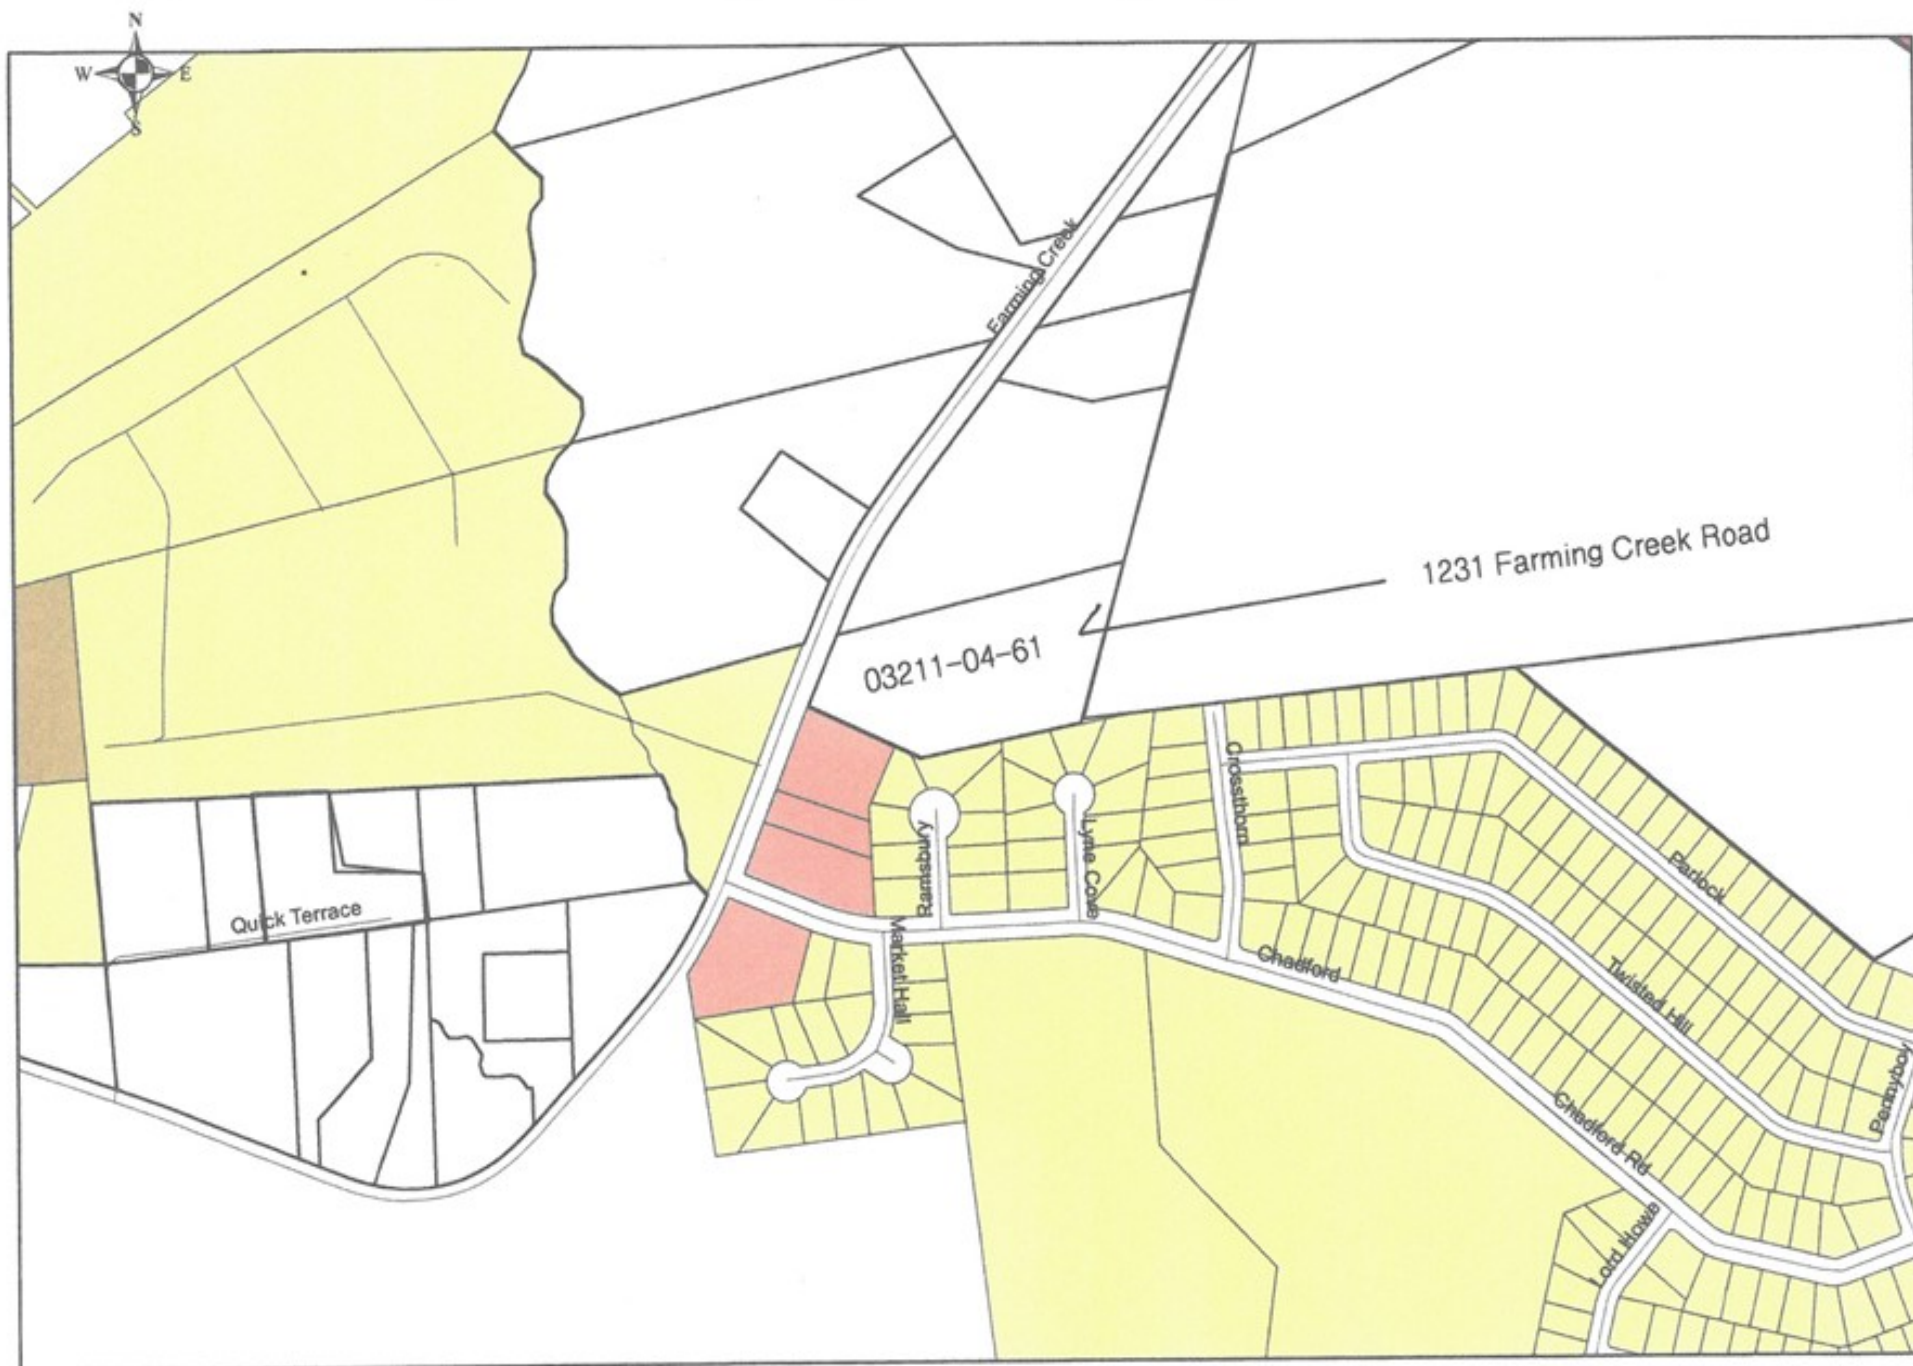 N
W E
S
Farming Creek
1231 Farming Creek Road
03211-04-61
Crossthorn
Ramsbury
Lyme Cove
Parlock
Quick Terrace
Market Hall
Chadford
Twisted Hill
Pennyboy
Chadford Rd
Lord Howe